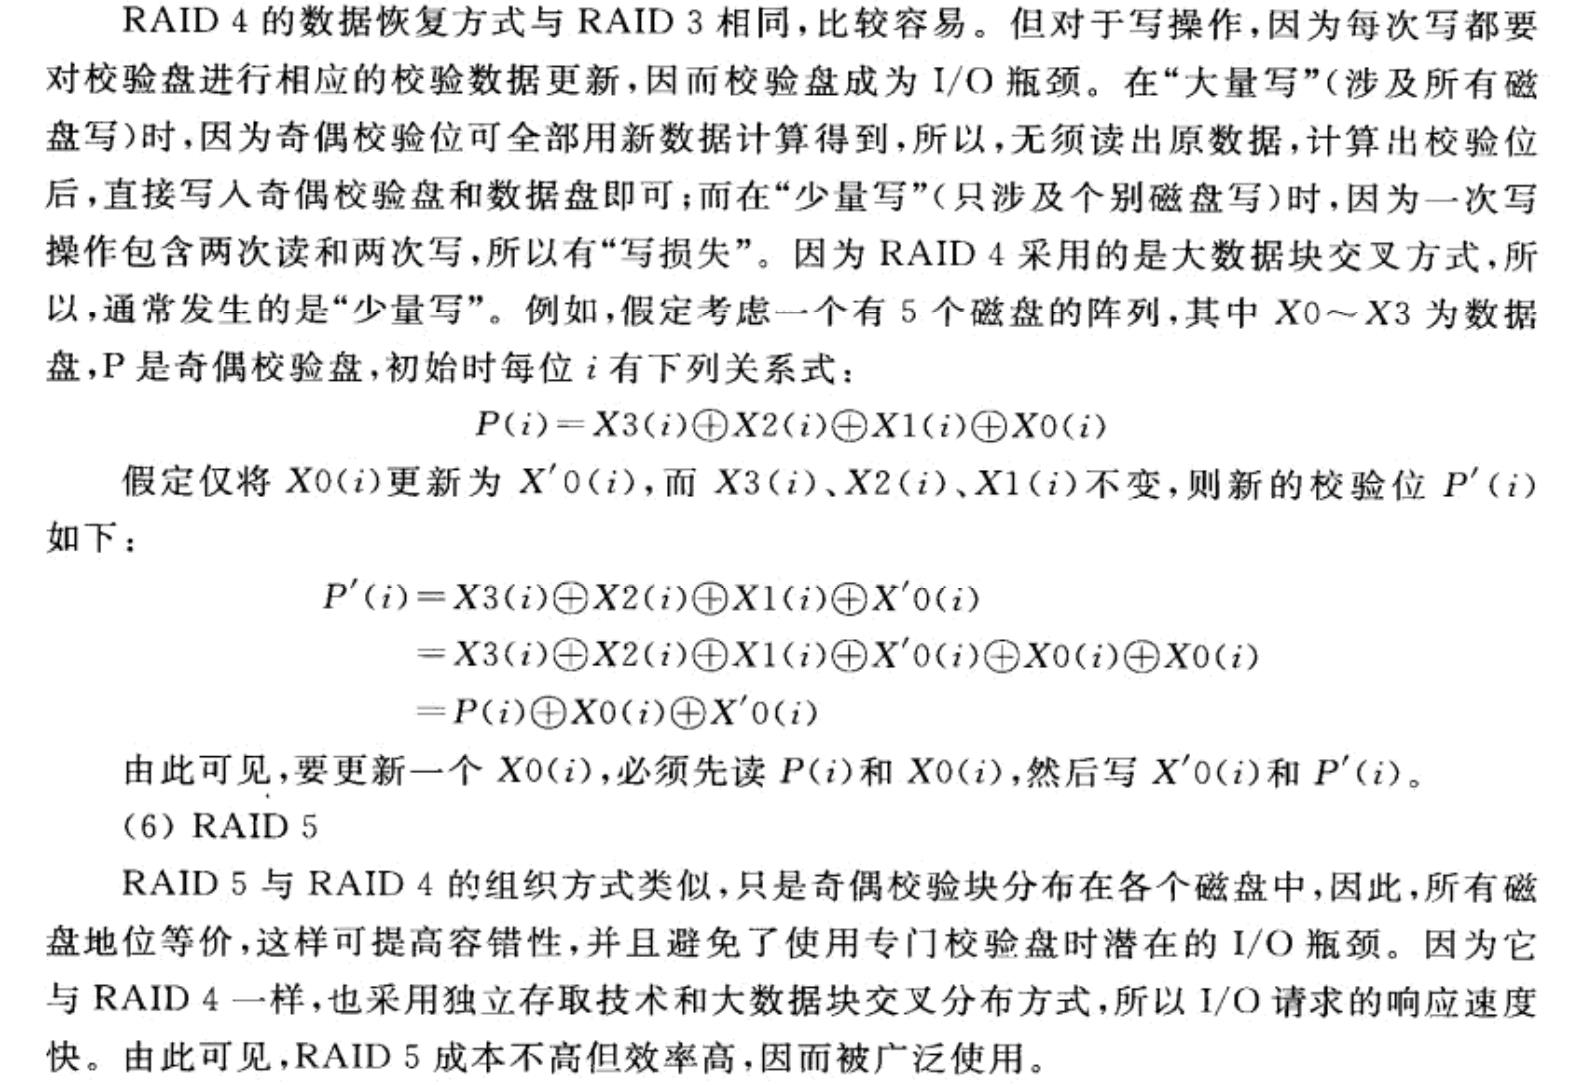 RAID 4 的数据恢复方式与 RAID 3 相同,比较容易。但对于写操作,因为每次写都要
对校验盘进行相应的校验数据更新,因而校验盘成为 I/O 瓶颈。在“大量写”(涉及所有磁
盘写)时,因为奇偶校验位可全部用新数据计算得到,所以,无须读出原数据,计算出校验位
后,直接写入奇偶校验盘和数据盘即可;而在“少量写”(只涉及个别磁盘写)时,因为一次写
操作包含两次读和两次写,所以有“写损失”。因为 RAID 4 采用的是大数据块交叉方式,所
以,通常发生的是“少量写”。例如,假定考虑一个有 5 个磁盘的阵列,其中 X0～X3 为数据
盘,P 是奇偶校验盘,初始时每位 i 有下列关系式:
P(i)=X3(i)⊕X2(i)⊕X1(i)⊕X0(i)
假定仅将 X0(i)更新为 X′0(i),而 X3(i)、X2(i)、X1(i)不变,则新的校验位 P′(i)
如下:
P′(i)=X3(i)⊕X2(i)⊕X1(i)⊕X′0(i)
=X3(i)⊕X2(i)⊕X1(i)⊕X′0(i)⊕X0(i)⊕X0(i)
=P(i)⊕X0(i)⊕X′0(i)
由此可见,要更新一个 X0(i),必须先读 P(i)和 X0(i),然后写 X′0(i)和 P′(i)。
(6) RAID 5
RAID 5 与 RAID 4 的组织方式类似,只是奇偶校验块分布在各个磁盘中,因此,所有磁
盘地位等价,这样可提高容错性,并且避免了使用专门校验盘时潜在的 I/O 瓶颈。因为它
与 RAID 4 一样,也采用独立存取技术和大数据块交叉分布方式,所以 I/O 请求的响应速度
快。由此可见,RAID 5 成本不高但效率高,因而被广泛使用。